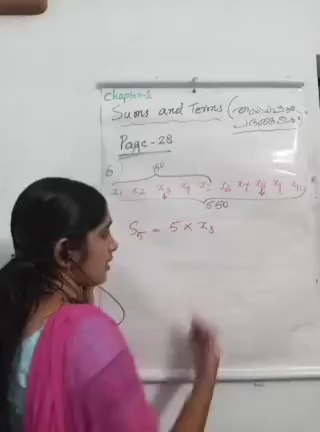 Chapter-1
Sums and Terms (
Page-28
6)
150
x₁ x₂ x₃ x₄ x₅ x₆ x₇ x₈ x₉ x₁₀
550
S₅ = 5 × x₃